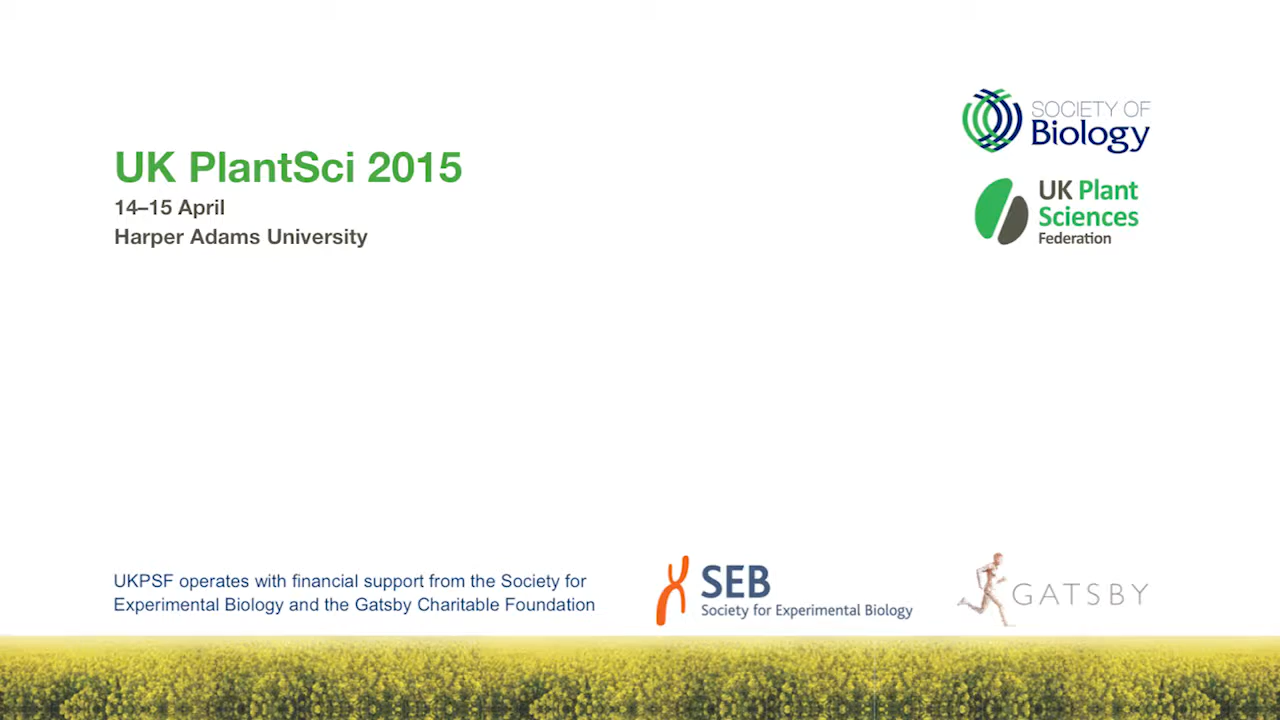 UK PlantSci 2015
14–15 April
Harper Adams University
SOCIETY OF
Biology
UK Plant
Sciences
Federation
UKPSF operates with financial support from the Society for
Experimental Biology and the Gatsby Charitable Foundation
SEB
Society for Experimental Biology
GATSBY